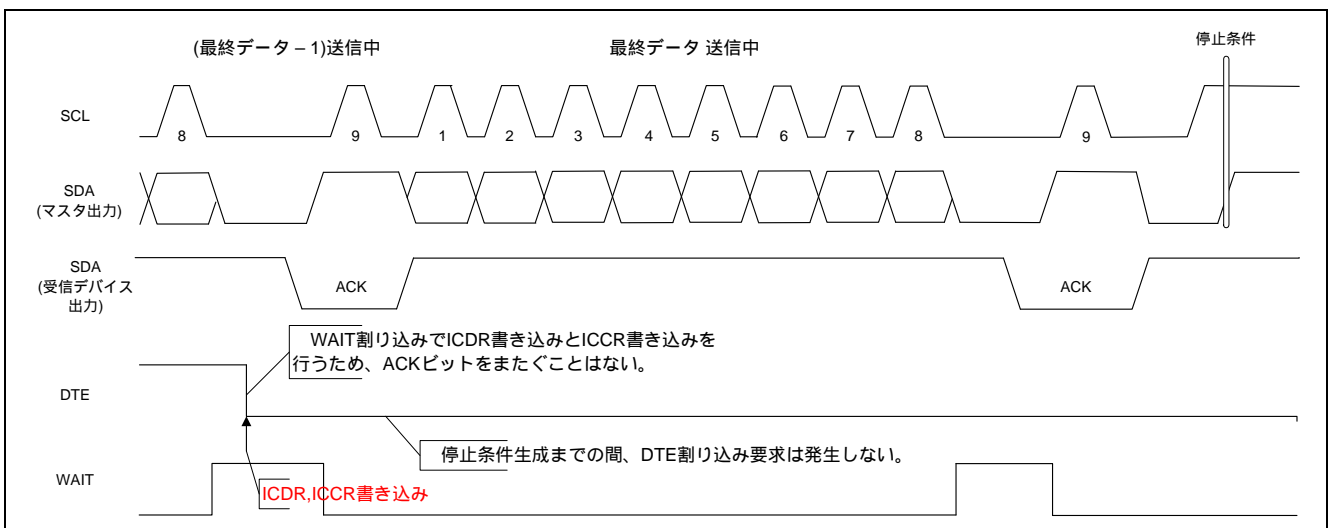 (最終データ – 1)送信中
最終データ 送信中
停止条件
SCL
8
9
1
2
3
4
5
6
7
8
9
SDA
(マスタ出力)
SDA
(受信デバイス
出力)
ACK
ACK
WAIT割り込みでICDR書き込みとICCR書き込みを
行うため、ACKビットをまたぐことはない。
DTE
停止条件生成までの間、DTE割り込み要求は発生しない。
WAIT
ICDR,ICCR書き込み